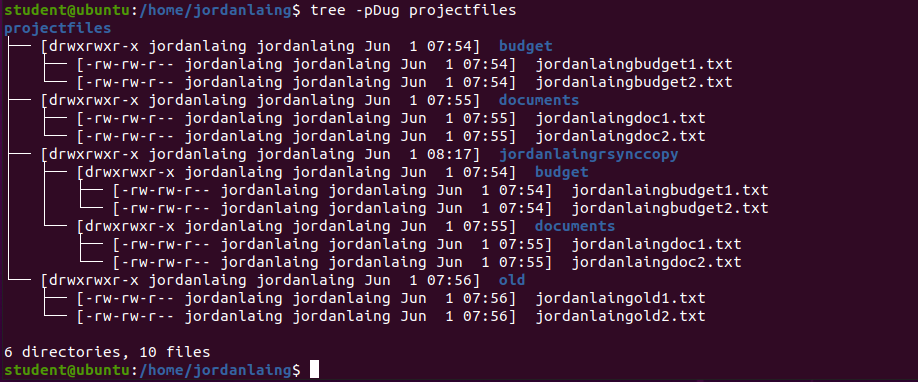 student@ubuntu:/home/jordanlaing$ tree -pDug projectfiles
projectfiles
├── [drwxrwxr-x jordanlaing jordanlaing Jun  1 07:54]  budget
│   ├── [-rw-rw-r-- jordanlaing jordanlaing Jun  1 07:54]  jordanlaingbudget1.txt
│   └── [-rw-rw-r-- jordanlaing jordanlaing Jun  1 07:54]  jordanlaingbudget2.txt
├── [drwxrwxr-x jordanlaing jordanlaing Jun  1 07:55]  documents
│   ├── [-rw-rw-r-- jordanlaing jordanlaing Jun  1 07:55]  jordanlaingdoc1.txt
│   └── [-rw-rw-r-- jordanlaing jordanlaing Jun  1 07:55]  jordanlaingdoc2.txt
├── [drwxrwxr-x jordanlaing jordanlaing Jun  1 08:17]  jordanlaingrsynccopy
│   ├── [drwxrwxr-x jordanlaing jordanlaing Jun  1 07:54]  budget
│   │   ├── [-rw-rw-r-- jordanlaing jordanlaing Jun  1 07:54]  jordanlaingbudget1.txt
│   │   └── [-rw-rw-r-- jordanlaing jordanlaing Jun  1 07:54]  jordanlaingbudget2.txt
│   └── [drwxrwxr-x jordanlaing jordanlaing Jun  1 07:55]  documents
│       ├── [-rw-rw-r-- jordanlaing jordanlaing Jun  1 07:55]  jordanlaingdoc1.txt
│       └── [-rw-rw-r-- jordanlaing jordanlaing Jun  1 07:55]  jordanlaingdoc2.txt
└── [drwxrwxr-x jordanlaing jordanlaing Jun  1 07:56]  old
    ├── [-rw-rw-r-- jordanlaing jordanlaing Jun  1 07:56]  jordanlaingold1.txt
    └── [-rw-rw-r-- jordanlaing jordanlaing Jun  1 07:56]  jordanlaingold2.txt
6 directories, 10 files
student@ubuntu:/home/jordanlaing$